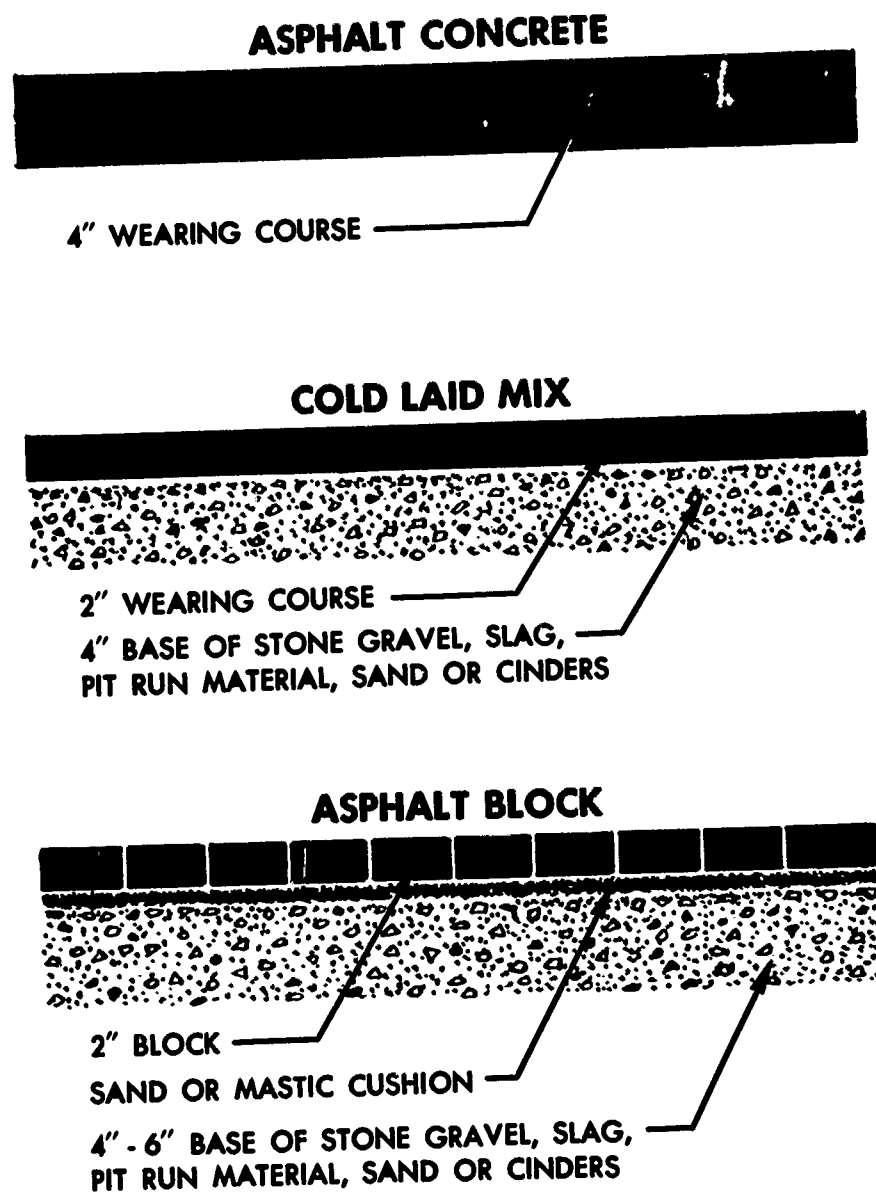 ASPHALT CONCRETE
4" WEARING COURSE
COLD LAID MIX
2" WEARING COURSE
4" BASE OF STONE GRAVEL, SLAG,
PIT RUN MATERIAL, SAND OR CINDERS
ASPHALT BLOCK
2" BLOCK
SAND OR MASTIC CUSHION
4" - 6" BASE OF STONE GRAVEL, SLAG,
PIT RUN MATERIAL, SAND OR CINDERS